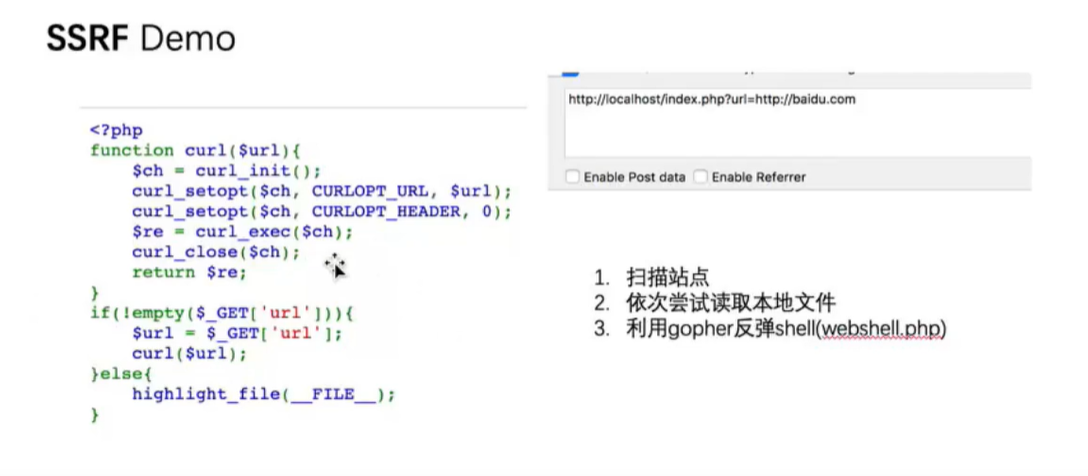 SSRF Demo
<?php
function curl($url){
    $ch = curl_init();
    curl_setopt($ch, CURLOPT_URL, $url);
    curl_setopt($ch, CURLOPT_HEADER, 0);
    $re = curl_exec($ch);
    curl_close($ch);
    return $re;
}
if(!empty($_GET['url'])){
    $url = $_GET['url'];
    curl($url);
}else{
    highlight_file(__FILE__);
}
http://localhost/index.php?url=http://baidu.com
Enable Post data Enable Referrer
1. 扫描站点
2. 依次尝试读取本地文件
3. 利用gopher反弹shell(webshell.php)